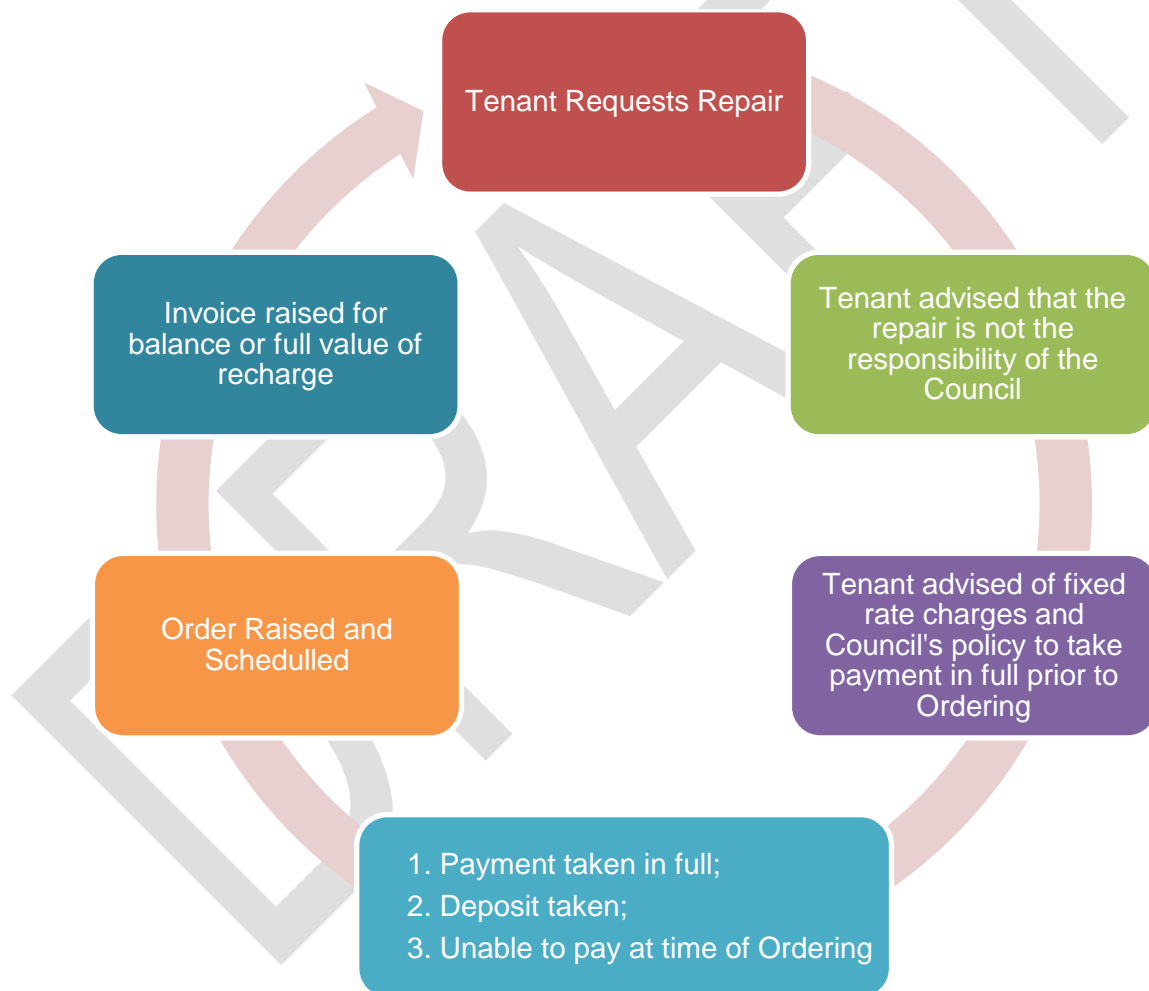 Tenant Requests Repair
Tenant advised that the
repair is not the
responsibility of the
Council
Tenant advised of fixed
rate charges and
Council's policy to take
payment in full prior to
Ordering
1. Payment taken in full;
2. Deposit taken;
3. Unable to pay at time of Ordering
Order Raised and
Schedulled
Invoice raised for
balance or full value of
recharge
DRAFT